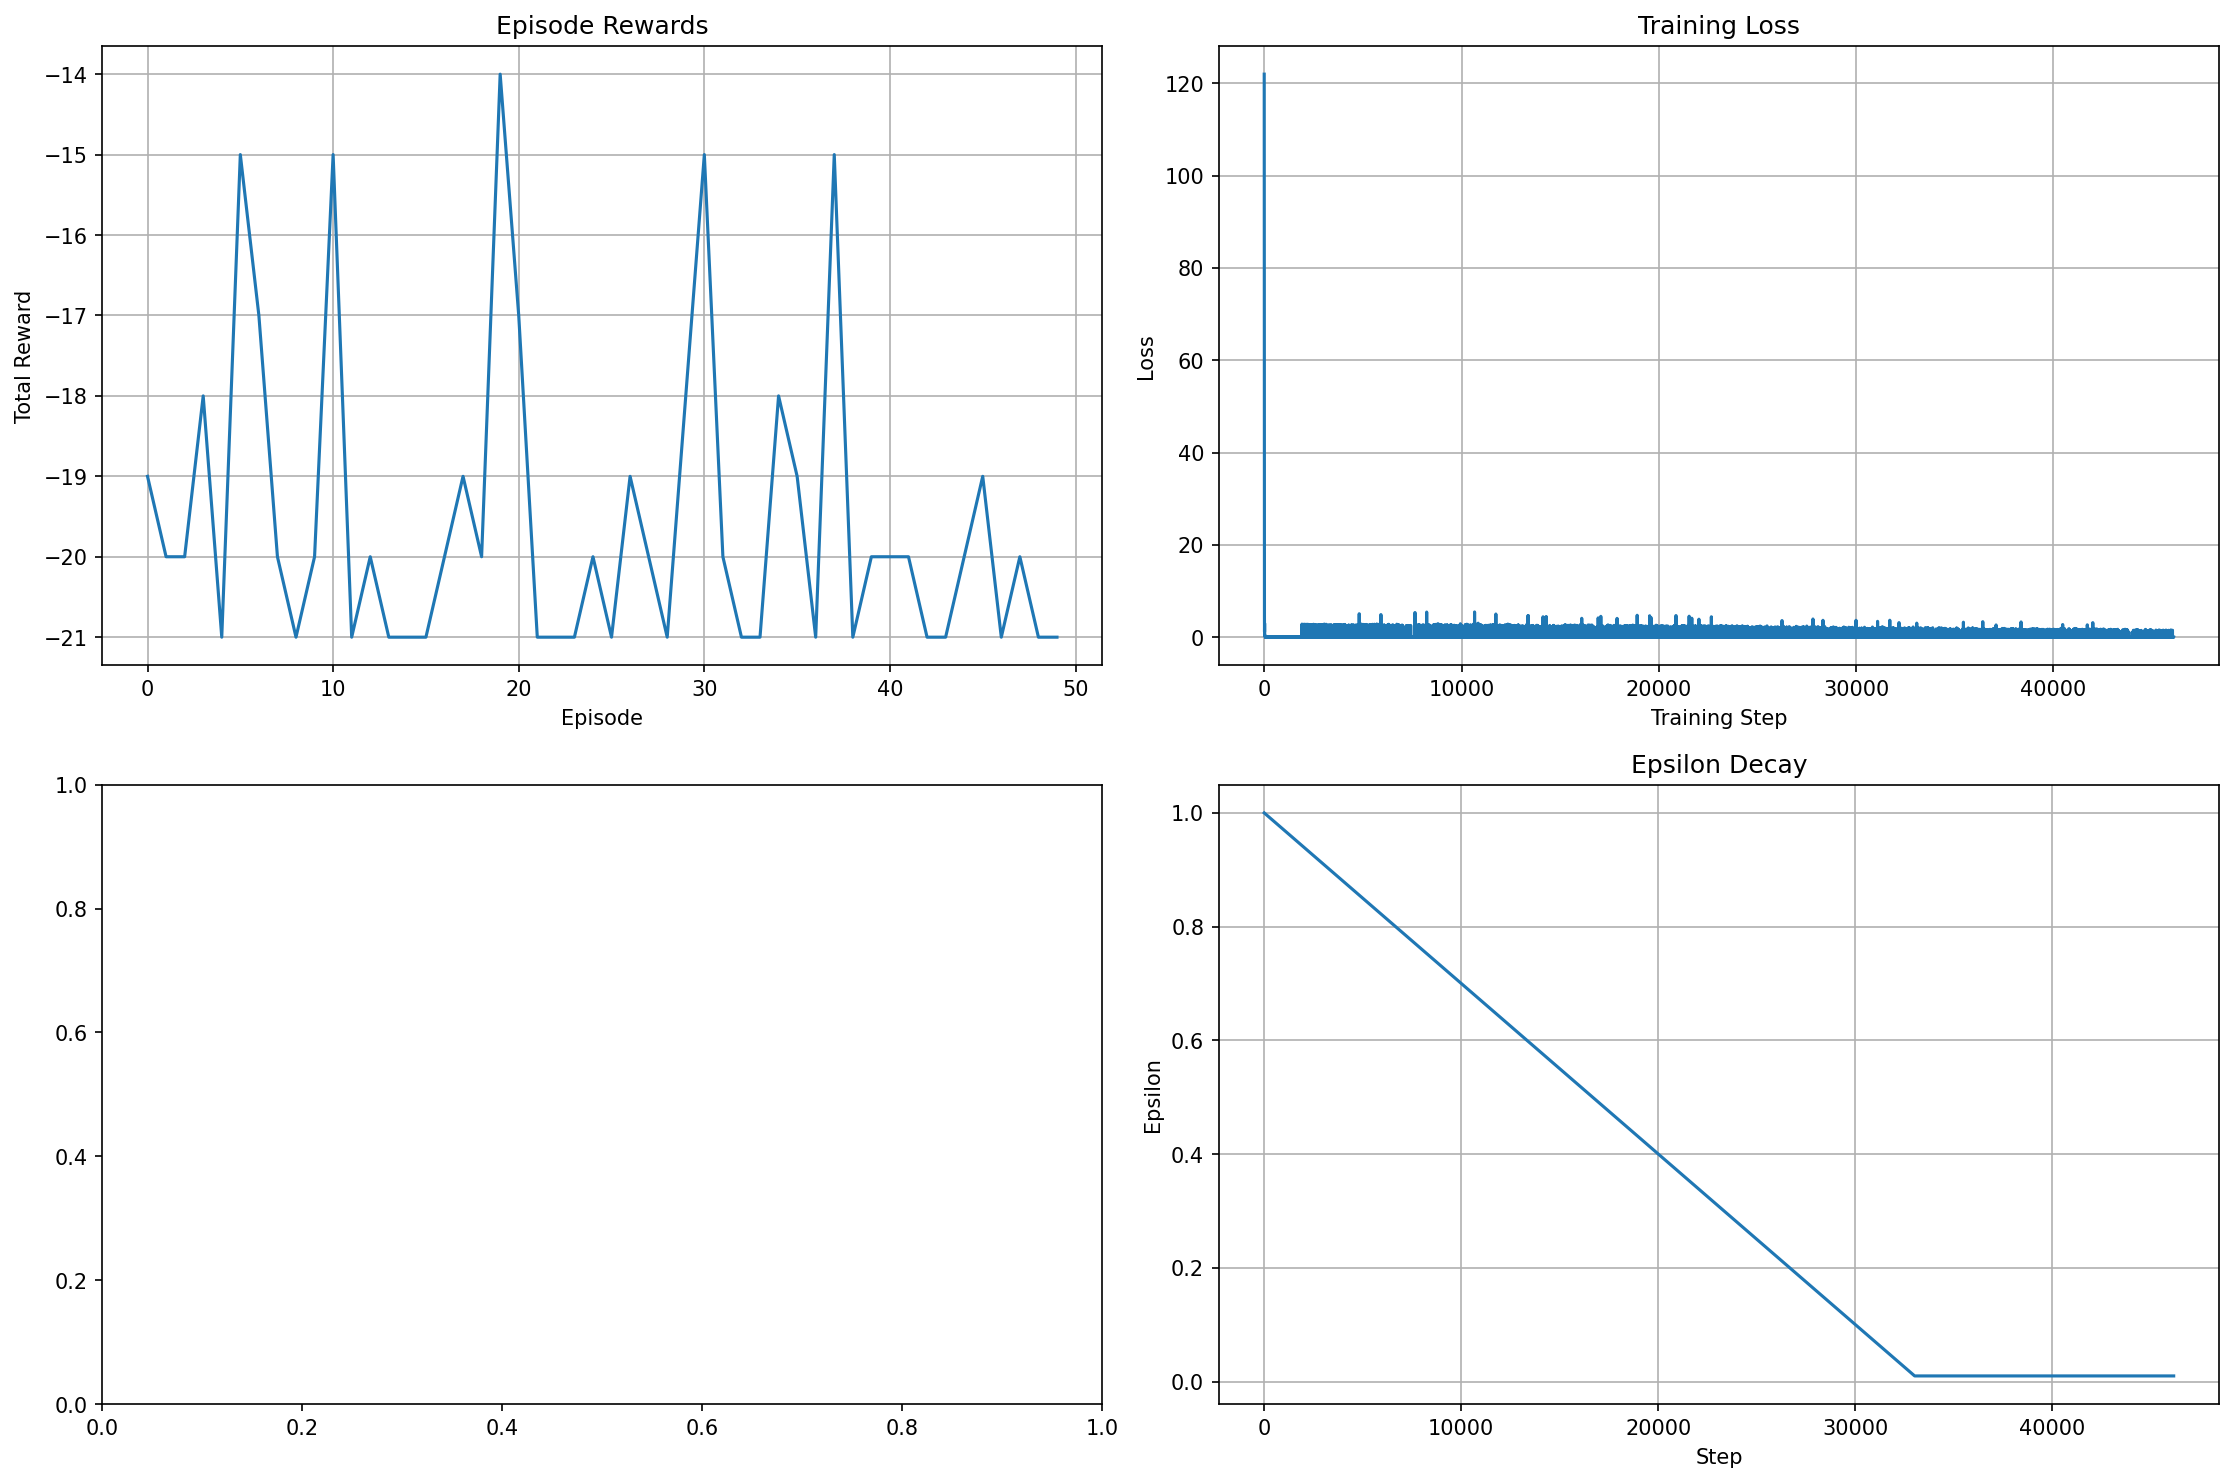 Episode Rewards
−14
−15
−16
−17
−18
−19
−20
−21
Total Reward
0 10 20 30 40 50
Episode
Training Loss
120
100
80
60
40
20
0
Loss
0 10000 20000 30000 40000
Training Step
1.0
0.8
0.6
0.4
0.2
0.0
0.0 0.2 0.4 0.6 0.8 1.0
Epsilon Decay
1.0
0.8
0.6
0.4
0.2
0.0
Epsilon
0 10000 20000 30000 40000
Step